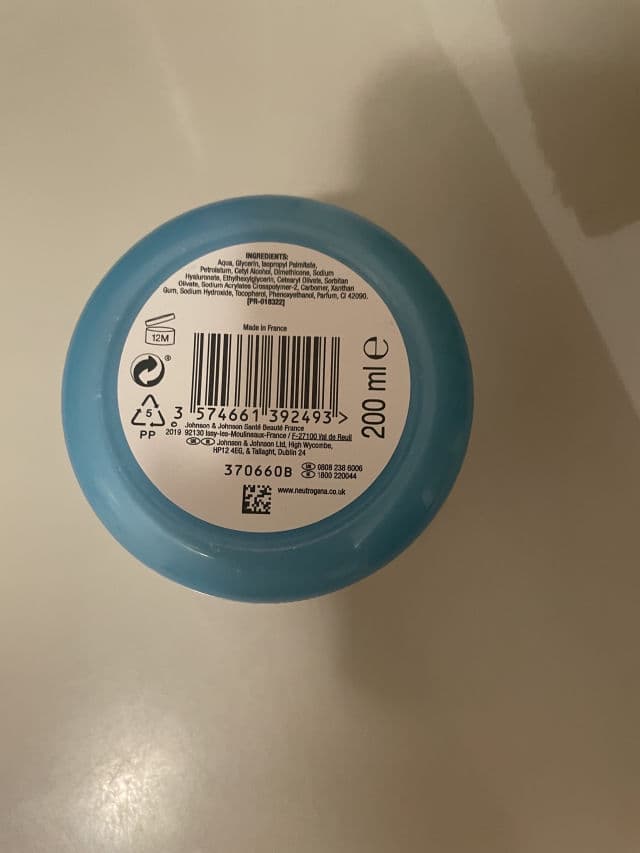 INGREDIENTS:
Aqua, Glycerin, Isopropyl Palmitate,
Petrolatum, Cetyl Alcohol, Dimethicone, Sodium
Hyaluronate, Ethylhexylglycerin, Cetearyl Olivate, Sorbitan
Olivate, Sodium Acrylates Crosspolymer-2, Carbomer, Xanthan
Gum, Sodium Hydroxide, Tocopherol, Phenoxyethanol, Parfum, CI 42090.
[PR-018322]
Made in France
12M
®
3 574661 392493 >
200 ml ℮
5
PP
© Johnson & Johnson Santé Beauté France
2019 92130 Issy-les-Moulineaux-France / F-27100 Val de Reuil
Johnson & Johnson Ltd, High Wycombe,
HP12 4EG, & Tallaght, Dublin 24
370660B
0808 238 6006
1800 220044
www.neutrogena.co.uk